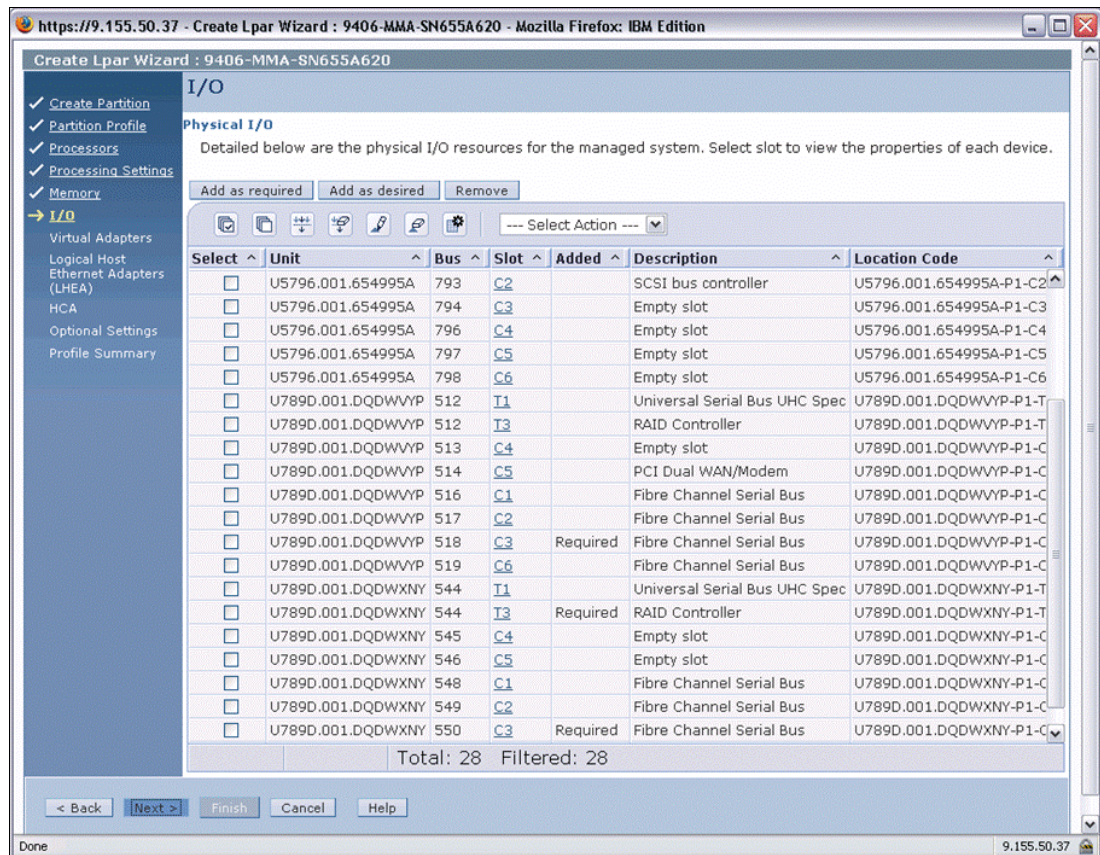 https://9.155.50.37 - Create Lpar Wizard : 9406-MMA-SN655A620 - Mozilla Firefox: IBM Edition
Create Lpar Wizard : 9406-MMA-SN655A620
Create Partition
Partition Profile
Processors
Processing Settings
Memory
I/O
Virtual Adapters
Logical Host
Ethernet Adapters
(LHEA)
HCA
Optional Settings
Profile Summary
I/O
Physical I/O
Detailed below are the physical I/O resources for the managed system. Select slot to view the properties of each device.
Add as required Add as desired Remove
--- Select Action ---
Select ^ Unit ^ Bus ^ Slot ^ Added ^ Description ^ Location Code ^
U5796.001.654995A 793 C2 SCSI bus controller U5796.001.654995A-P1-C2
U5796.001.654995A 794 C3 Empty slot U5796.001.654995A-P1-C3
U5796.001.654995A 796 C4 Empty slot U5796.001.654995A-P1-C4
U5796.001.654995A 797 C5 Empty slot U5796.001.654995A-P1-C5
U5796.001.654995A 798 C6 Empty slot U5796.001.654995A-P1-C6
U789D.001.DQDWVYP 512 T1 Universal Serial Bus UHC Spec U789D.001.DQDWVYP-P1-T
U789D.001.DQDWVYP 512 T3 RAID Controller U789D.001.DQDWVYP-P1-T
U789D.001.DQDWVYP 513 C4 Empty slot U789D.001.DQDWVYP-P1-C
U789D.001.DQDWVYP 514 C5 PCI Dual WAN/Modem U789D.001.DQDWVYP-P1-C
U789D.001.DQDWVYP 516 C1 Fibre Channel Serial Bus U789D.001.DQDWVYP-P1-C
U789D.001.DQDWVYP 517 C2 Fibre Channel Serial Bus U789D.001.DQDWVYP-P1-C
U789D.001.DQDWVYP 518 C3 Required Fibre Channel Serial Bus U789D.001.DQDWVYP-P1-C
U789D.001.DQDWVYP 519 C6 Fibre Channel Serial Bus U789D.001.DQDWVYP-P1-C
U789D.001.DQDWXNY 544 T1 Universal Serial Bus UHC Spec U789D.001.DQDWXNY-P1-T
U789D.001.DQDWXNY 544 T3 Required RAID Controller U789D.001.DQDWXNY-P1-T
U789D.001.DQDWXNY 545 C4 Empty slot U789D.001.DQDWXNY-P1-C
U789D.001.DQDWXNY 546 C5 Empty slot U789D.001.DQDWXNY-P1-C
U789D.001.DQDWXNY 548 C1 Fibre Channel Serial Bus U789D.001.DQDWXNY-P1-C
U789D.001.DQDWXNY 549 C2 Fibre Channel Serial Bus U789D.001.DQDWXNY-P1-C
U789D.001.DQDWXNY 550 C3 Required Fibre Channel Serial Bus U789D.001.DQDWXNY-P1-C
Total: 28 Filtered: 28
< Back Next > Finish Cancel Help
Done 9.155.50.37